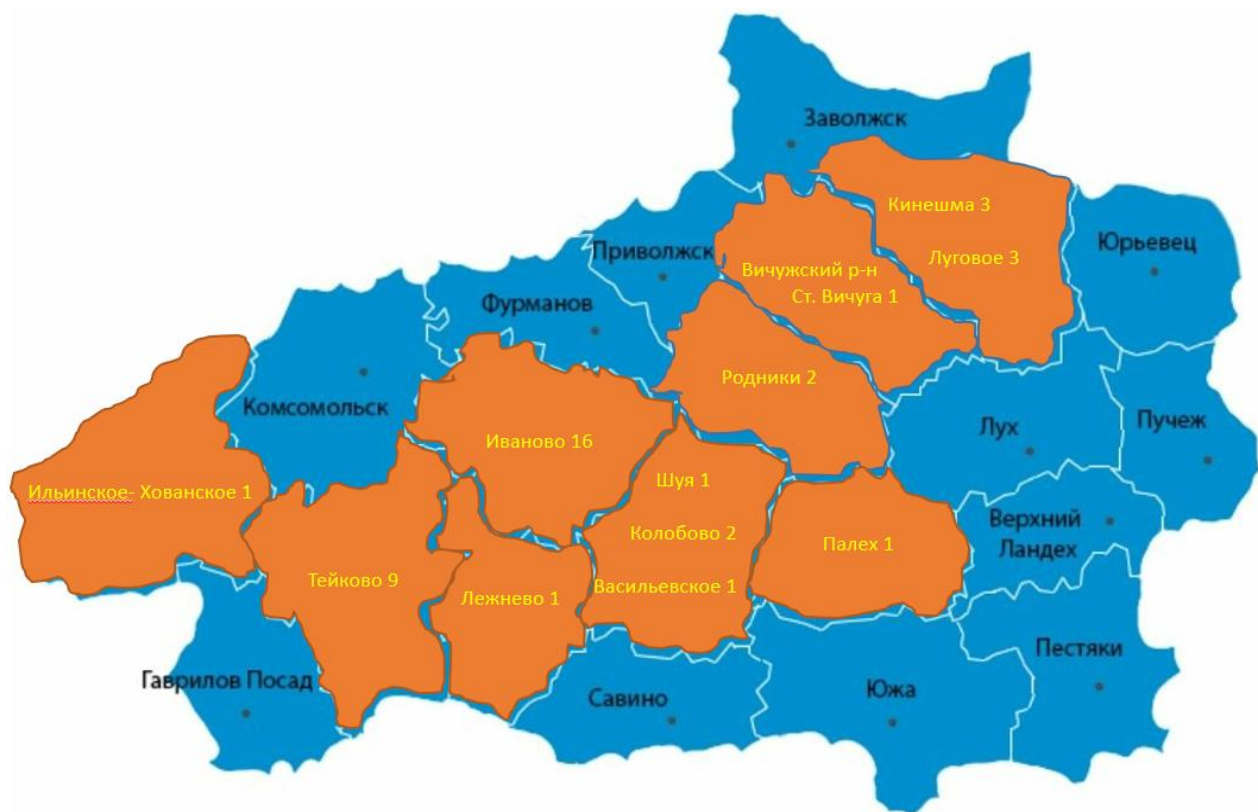 Заволжск
Кинешма 3
Юрьевец
Приволжск
Луговое 3
Вичужский р-н
Ст. Вичуга 1
Фурманов
Родники 2
Комсомольск
Пучеж
Лух
Иваново 16
Шуя 1
Ильинское- Хованское 1
Верхний
Ландех
Колобово 2
Палех 1
Тейково 9
Васильевское 1
Лежнево 1
Пестяки
Гаврилов Посад
Савино
Южа